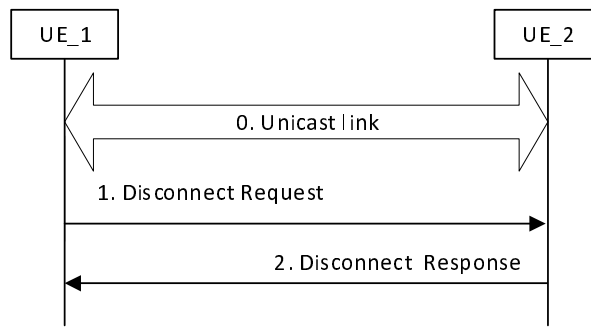 UE_1
UE_2
0. Unicast link
1. Disconnect Request
2. Disconnect Response